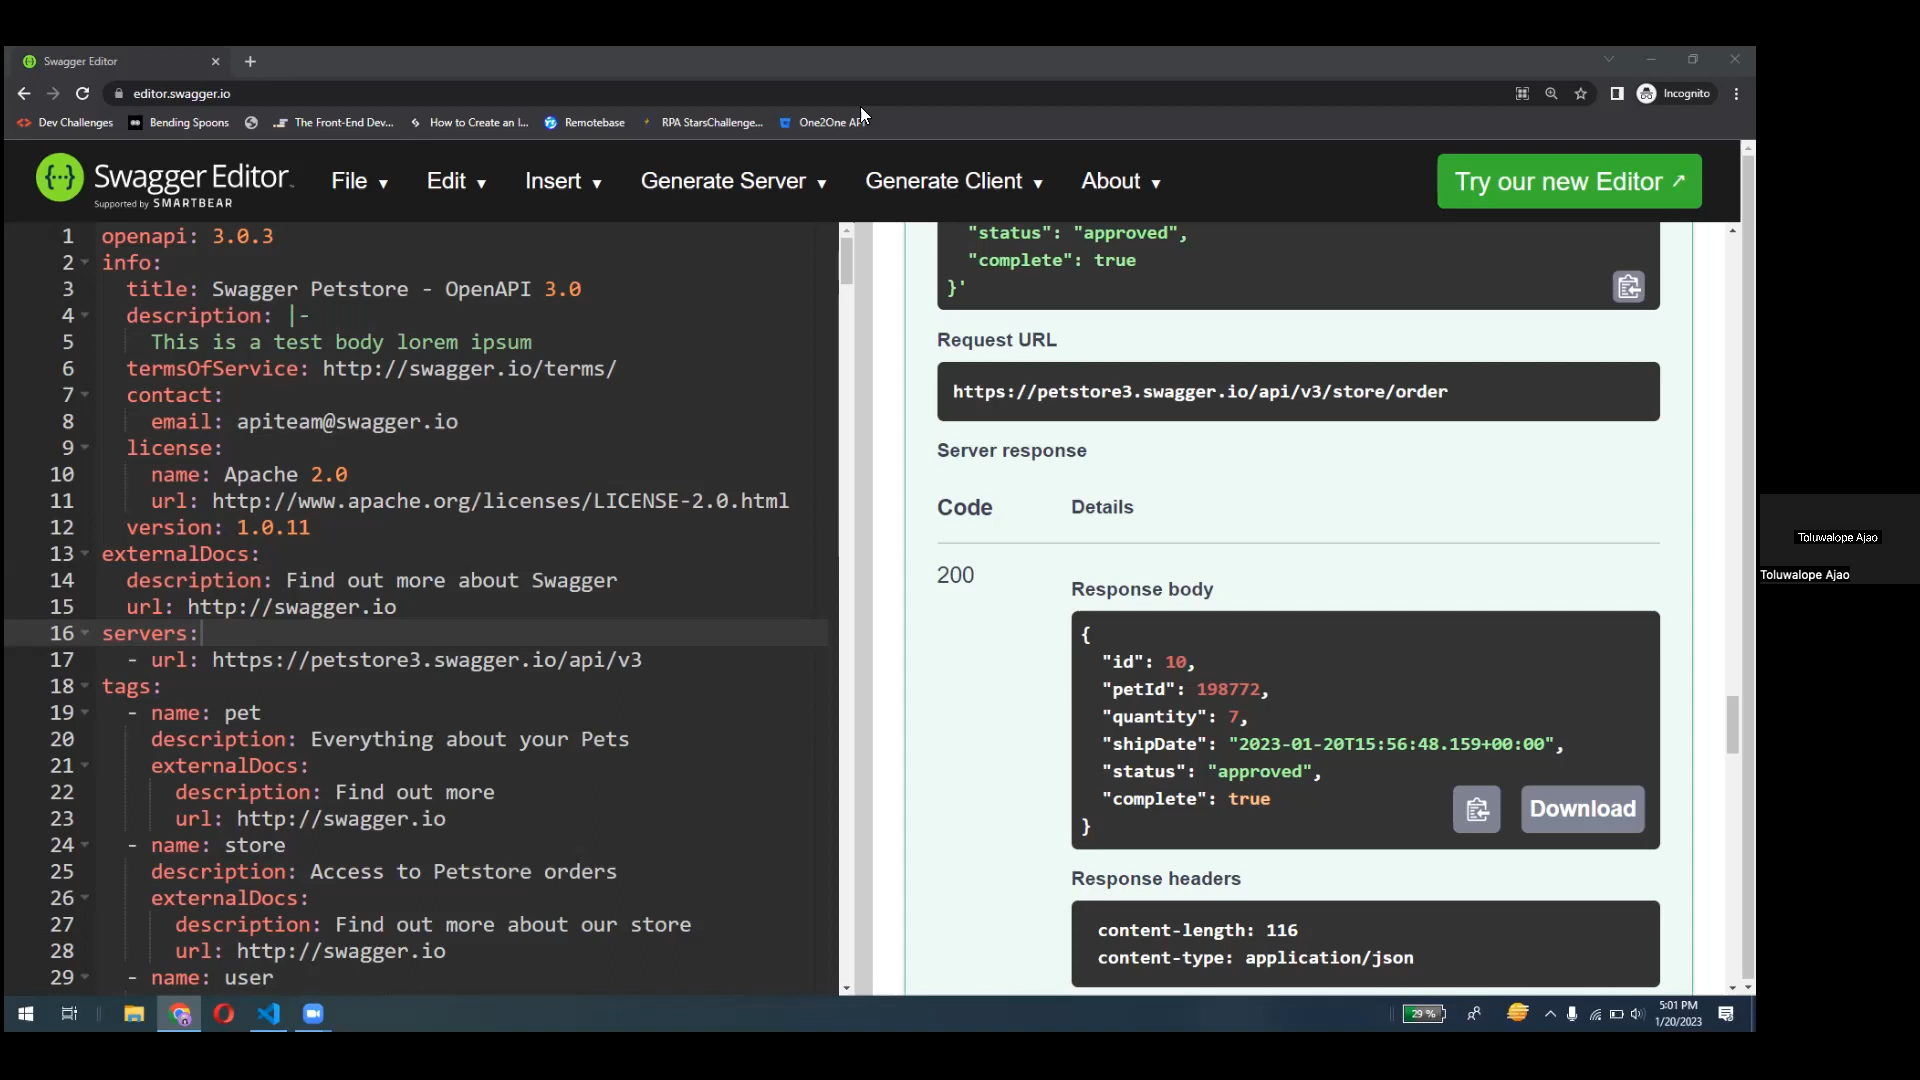 Swagger Editor
editor.swagger.io
Incognito
Dev Challenges
Bending Spoons
The Front-End Dev...
How to Create an I...
Remotebase
RPA StarsChallenge...
One2One API
Swagger Editor
Supported by SMARTBEAR
File
Edit
Insert
Generate Server
Generate Client
About
Try our new Editor
1 openapi: 3.0.3
2 info:
3 title: Swagger Petstore - OpenAPI 3.0
4 description: |-
5 This is a test body lorem ipsum
6 termsOfService: http://swagger.io/terms/
7 contact:
8 email: apiteam@swagger.io
9 license:
10 name: Apache 2.0
11 url: http://www.apache.org/licenses/LICENSE-2.0.html
12 version: 1.0.11
13 externalDocs:
14 description: Find out more about Swagger
15 url: http://swagger.io
16 servers:
17 - url: https://petstore3.swagger.io/api/v3
18 tags:
19 - name: pet
20 description: Everything about your Pets
21 externalDocs:
22 description: Find out more
23 url: http://swagger.io
24 - name: store
25 description: Access to Petstore orders
26 externalDocs:
27 description: Find out more about our store
28 url: http://swagger.io
29 - name: user
"status": "approved",
"complete": true
}'
Request URL
https://petstore3.swagger.io/api/v3/store/order
Server response
Code Details
200
Response body
{
"id": 10,
"petId": 198772,
"quantity": 7,
"shipDate": "2023-01-20T15:56:48.159+00:00",
"status": "approved",
"complete": true
}
Download
Response headers
content-length: 116
content-type: application/json
Toluwalope Ajao
Toluwalope Ajao
29 %
5:01 PM
1/20/2023